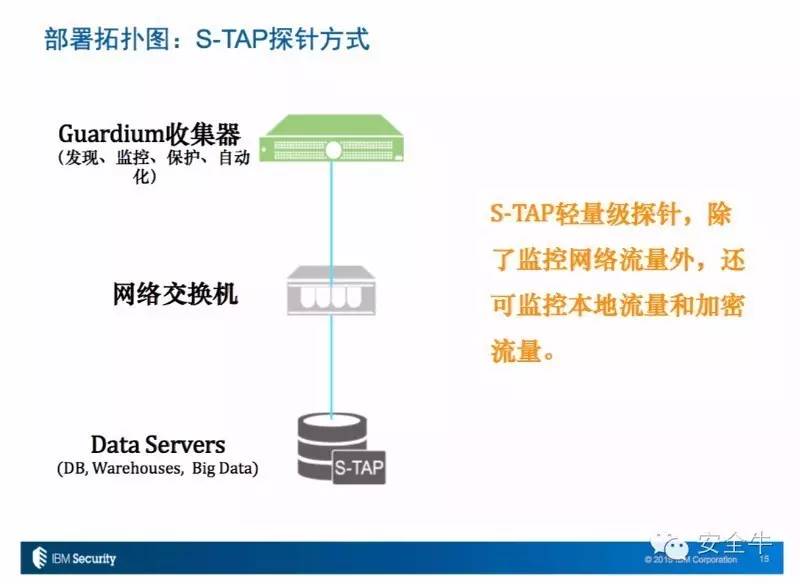 部署拓扑图：S-TAP探针方式
Guardium收集器
（发现、监控、保护、自动
化）
S-TAP轻量级探针，除
了监控网络流量外，还
可监控本地流量和加密
流量。
网络交换机
Data Servers
(DB, Warehouses, Big Data)
S-TAP
IBM Security
安全牛
IBM Corporation
15